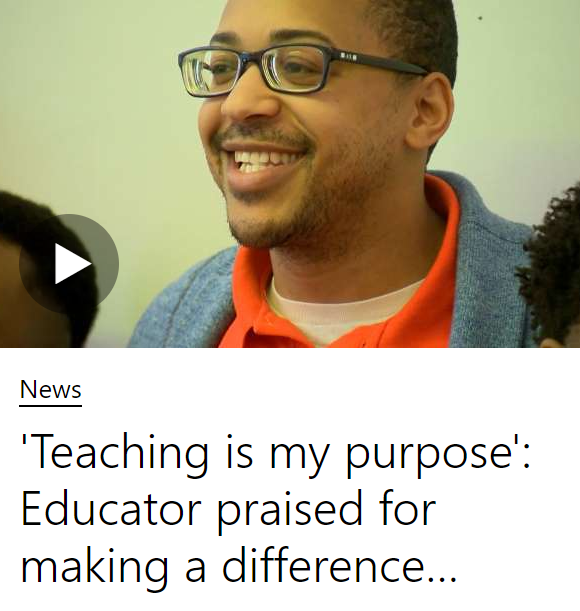 News
'Teaching is my purpose':
Educator praised for
making a difference...